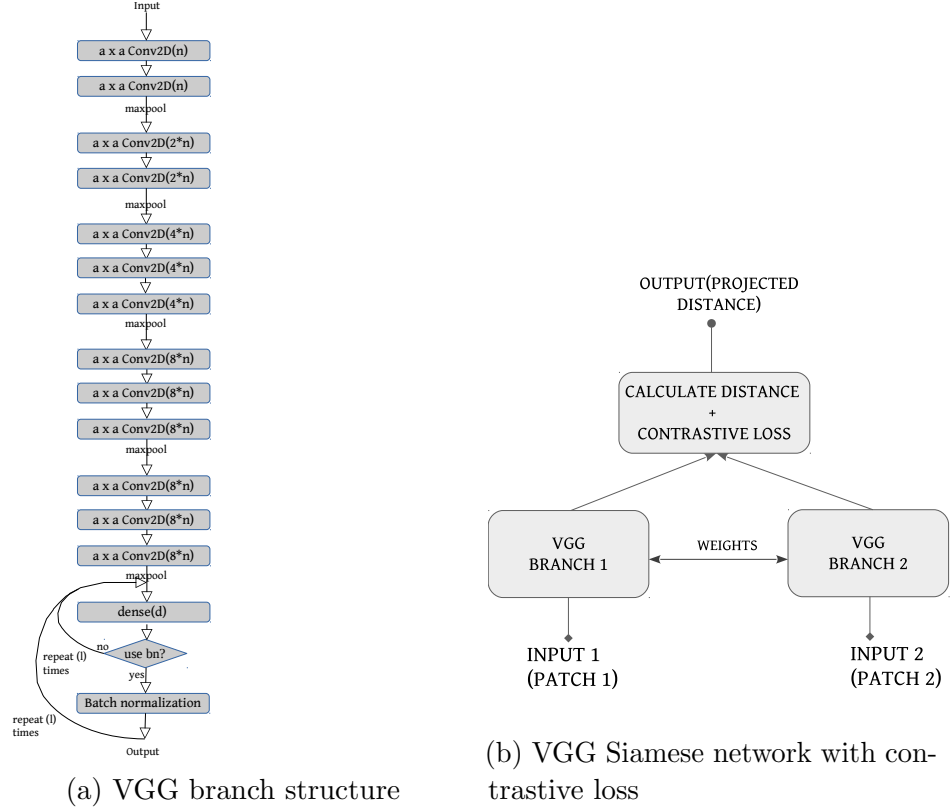 Input
a x a Conv2D(n)
a x a Conv2D(n)
maxpool
a x a Conv2D(2*n)
a x a Conv2D(2*n)
maxpool
a x a Conv2D(4*n)
a x a Conv2D(4*n)
a x a Conv2D(4*n)
maxpool
a x a Conv2D(8*n)
a x a Conv2D(8*n)
a x a Conv2D(8*n)
maxpool
a x a Conv2D(8*n)
a x a Conv2D(8*n)
a x a Conv2D(8*n)
maxpool
dense(d)
use bn?
no
repeat (l)
times
yes
Batch normalization
repeat (l)
times
Output
(a) VGG branch structure
OUTPUT(PROJECTED
DISTANCE)
CALCULATE DISTANCE
+
CONTRASTIVE LOSS
VGG
BRANCH 1
WEIGHTS
VGG
BRANCH 2
INPUT 1
(PATCH 1)
INPUT 2
(PATCH 2)
(b) VGG Siamese network with con-
trastive loss